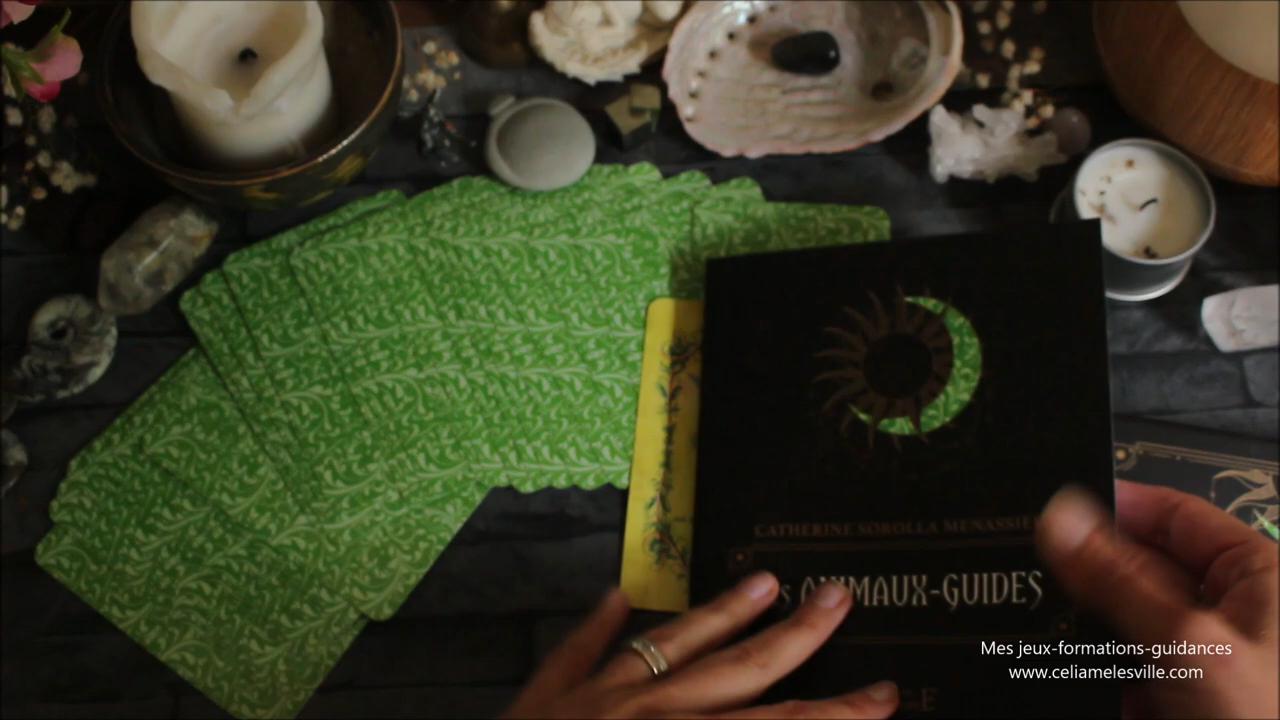 CATHERINE SOROLLA MENASSIE
ANIMAUX-GUIDES
Mes jeux-formations-guidances
www.celiamelesville.com